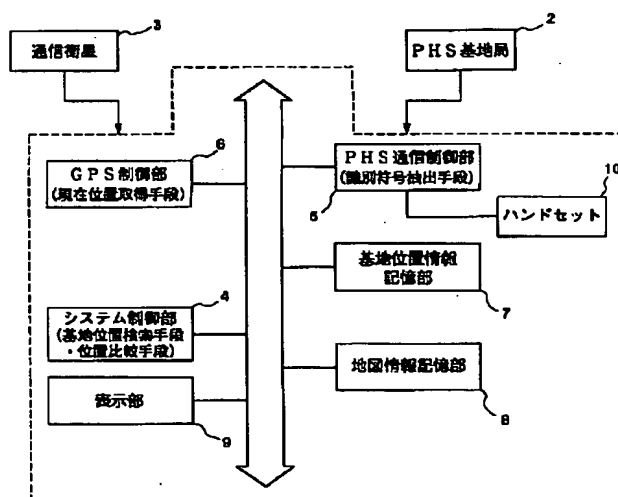 3
通信衛星
2
PHS基地局
6
GPS制御部
(現在位置取得手段)
PHS通信制御部
(識別符号抽出手段)
5
10
ハンドセット
基地位置情報
記憶部
7
4
システム制御部
(基地位置検索手段
・位置比較手段)
地図情報記憶部
8
表示部
9